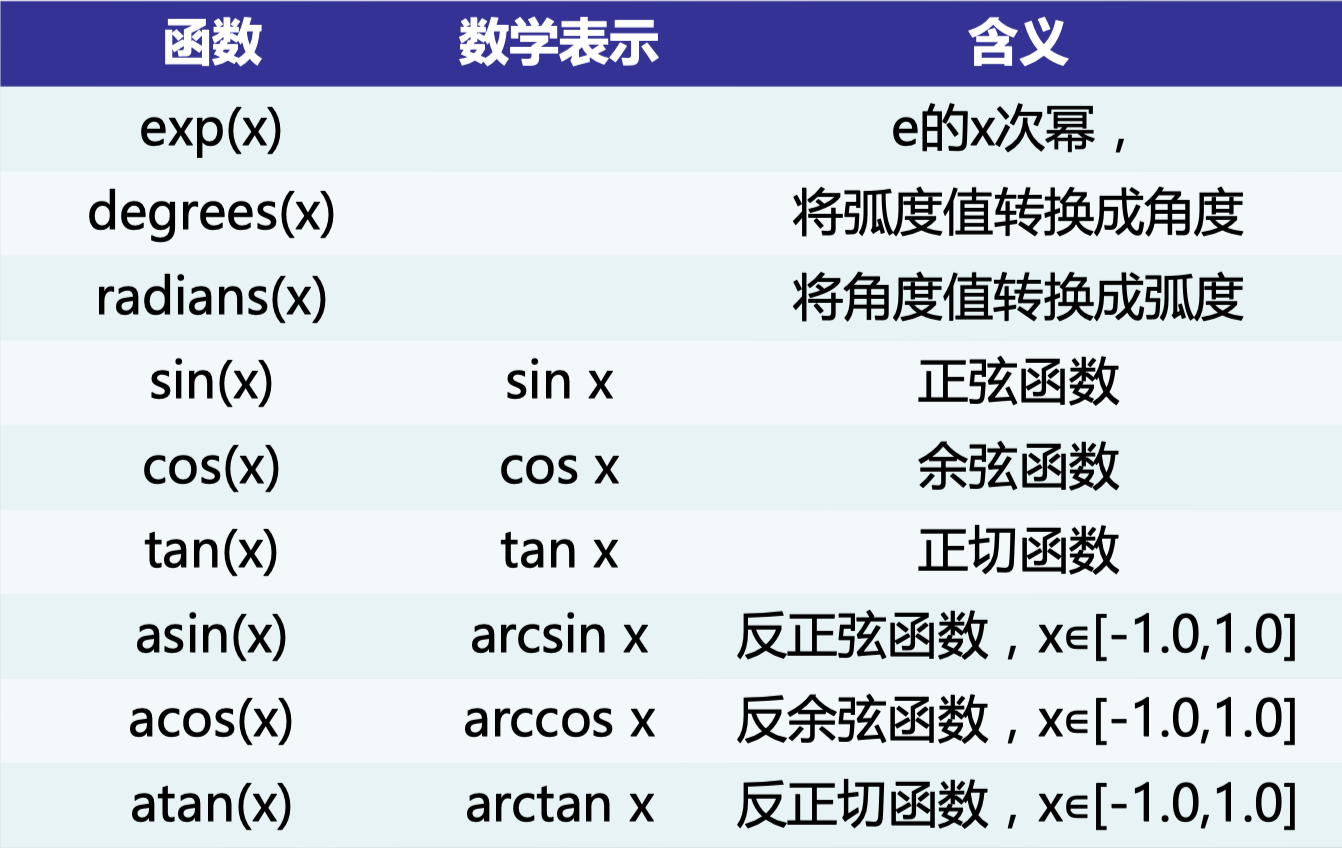 函数 数学表示 含义
exp(x) e的x次幂，
degrees(x) 将弧度值转换成角度
radians(x) 将角度值转换成弧度
sin(x) sin x 正弦函数
cos(x) cos x 余弦函数
tan(x) tan x 正切函数
asin(x) arcsin x 反正弦函数，x∈[-1.0,1.0]
acos(x) arccos x 反余弦函数，x∈[-1.0,1.0]
atan(x) arctan x 反正切函数，x∈[-1.0,1.0]